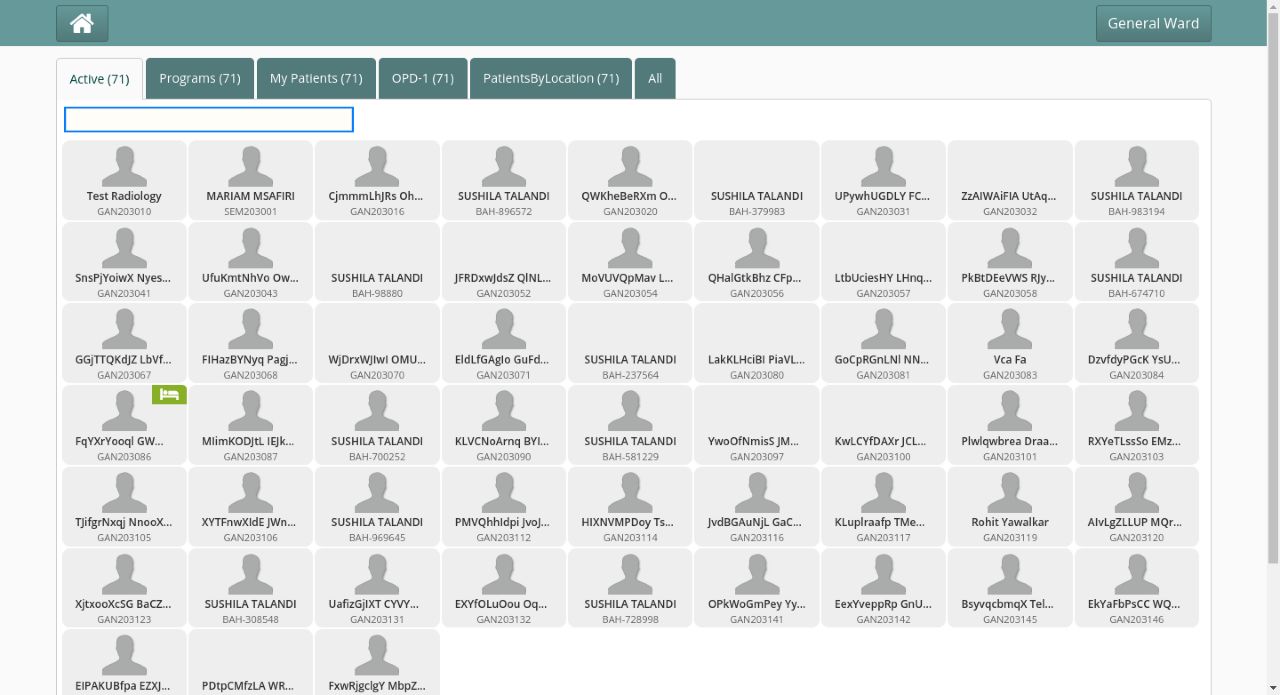 General Ward
Active (71) Programs (71) My Patients (71) OPD-1 (71) PatientsByLocation (71) All
Test Radiology MARIAM MSAFIRI CjmmmLhJRs Oh... SUSHILA TALANDI QWKheBeRXm O... SUSHILA TALANDI UPywhUGDLY FC... ZzAIWAiFIA UtAq... SUSHILA TALANDI
GAN203010 SEM203001 GAN203016 BAH-896572 GAN203020 BAH-379983 GAN203031 GAN203032 BAH-983194
SnsPjYoiwX Nyes... UfuKmtNhVo Ow... SUSHILA TALANDI JFRDxwJdsZ QlNL... MoVUVQpMav L... QHalGtkBhz CFp... LtbUciesHY LHnq... PkBtDEeVWS RJy... SUSHILA TALANDI
GAN203041 GAN203043 BAH-98880 GAN203052 GAN203054 GAN203056 GAN203057 GAN203058 BAH-674710
GGjTTQKdJZ LbVf... FIHazBYNyq Pagj... WjDrxWJIwI OMU... EldLfGAgIo GuFd... SUSHILA TALANDI LakKLHciBI PiaVL... GoCpRGnLNl NN... Vca Fa DzvfdyPGcK YsU...
GAN203067 GAN203068 GAN203070 GAN203071 BAH-237564 GAN203080 GAN203081 GAN203083 GAN203084
FqYXrYooql GW... MIimKODJtL IEJk... SUSHILA TALANDI KLVCNoArnq BYI... SUSHILA TALANDI YwoOfNmisS JM... KwLCYfDAXr JCL... Plwlqwbrea Draa... RXYeTLssSo EMz...
GAN203086 GAN203087 BAH-700252 GAN203090 BAH-581229 GAN203097 GAN203100 GAN203101 GAN203103
TJifgrNxqj NnooX... XYTFnwXIdE JWn... SUSHILA TALANDI PMVQhhIdpi JvoJ... HIXNVMPDoy Ts... JvdBGAuNjL GaC... KLuplraafp TMe... Rohit Yawalkar AIvLgZLLUP MQr...
GAN203105 GAN203106 BAH-969645 GAN203112 GAN203114 GAN203116 GAN203117 GAN203119 GAN203120
XjtxooXcSG BaCZ... SUSHILA TALANDI UafizGjIXT CYVY... EXYfOLuOou Oq... SUSHILA TALANDI OPkWoGmPey Yy... EexYveppRp GnU... BsyvqcbmqX Tel... EkYaFbPsCC WQ...
GAN203123 BAH-308548 GAN203131 GAN203132 BAH-728998 GAN203141 GAN203142 GAN203145 GAN203146
EIPAKUBfpa EZXJ... PDtpCMfzLA WR... FxwRjgclgY MbpZ...